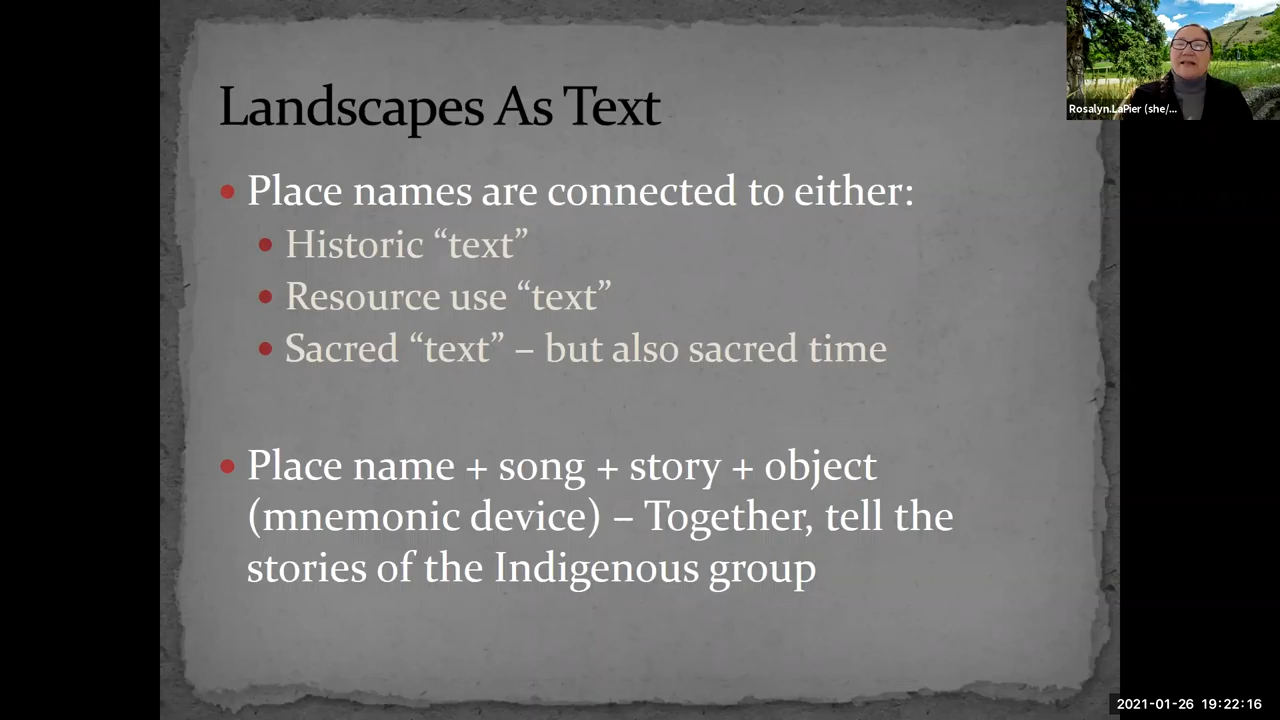 Landscapes As Text
Place names are connected to either:
Historic “text”
Resource use “text”
Sacred “text” – but also sacred time
Place name + song + story + object
(mnemonic device) – Together, tell the
stories of the Indigenous group
Rosalyn.LaPier (she/...
2021-01-26 19:22:16